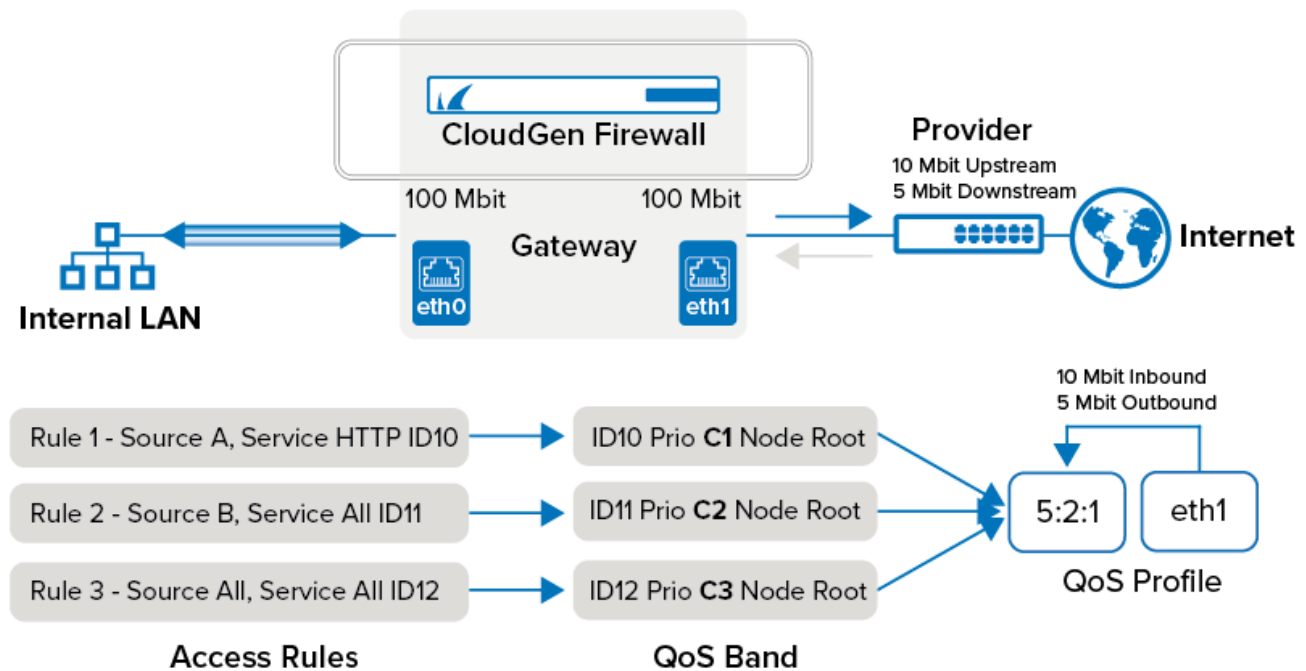 CloudGen Firewall
Provider
10 Mbit Upstream
5 Mbit Downstream
100 Mbit
100 Mbit
Gateway
Internet
eth0
eth1
Internal LAN
10 Mbit Inbound
5 Mbit Outbound
Rule 1 - Source A, Service HTTP ID10
ID10 Prio C1 Node Root
Rule 2 - Source B, Service All ID11
ID11 Prio C2 Node Root
5:2:1
eth1
Rule 3 - Source All, Service All ID12
ID12 Prio C3 Node Root
QoS Profile
Access Rules
QoS Band